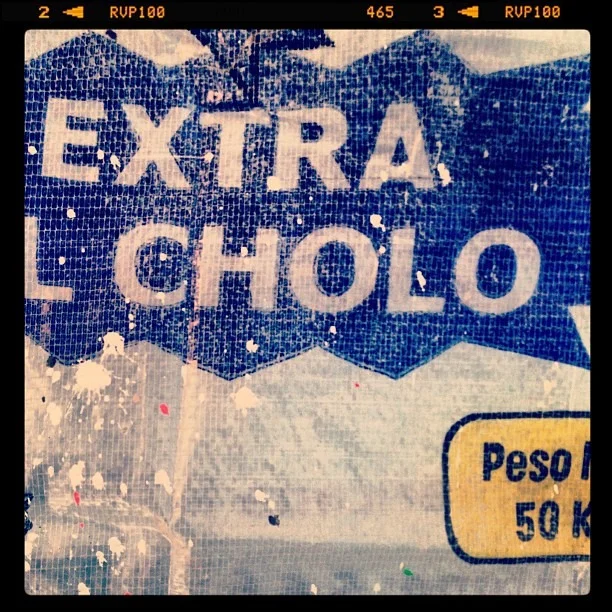 2 RVP100 465 3 RVP100
EXTRA
L CHOLO
Peso
50 K